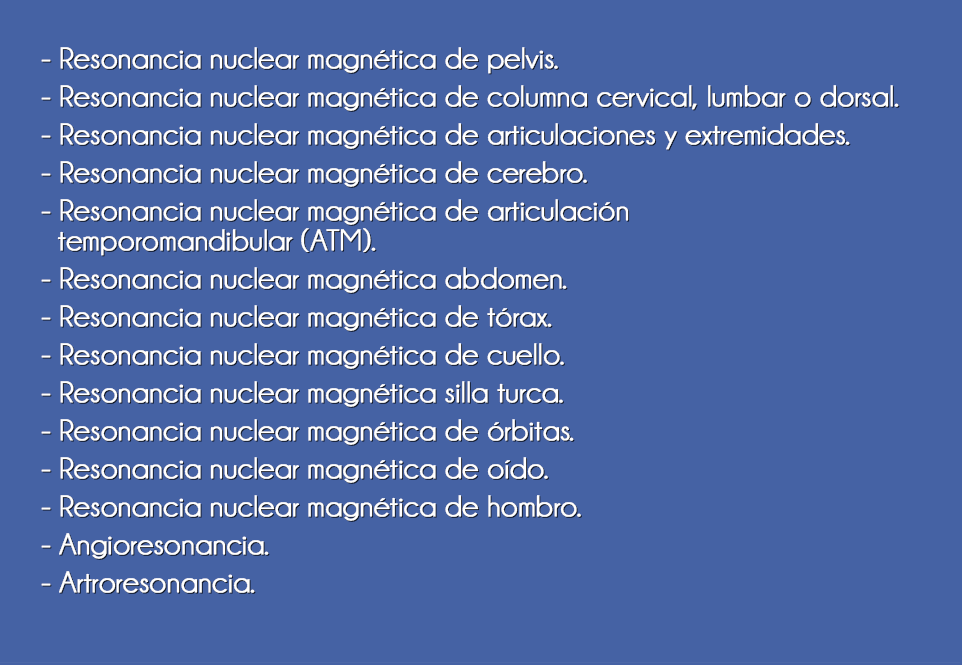 - Resonancia nuclear magnética de pelvis.
- Resonancia nuclear magnética de columna cervical, lumbar o dorsal.
- Resonancia nuclear magnética de articulaciones y extremidades.
- Resonancia nuclear magnética de cerebro.
- Resonancia nuclear magnética de articulación
temporomandibular (ATM).
- Resonancia nuclear magnética abdomen.
- Resonancia nuclear magnética de tórax.
- Resonancia nuclear magnética de cuello.
- Resonancia nuclear magnética silla turca.
- Resonancia nuclear magnética de órbitas.
- Resonancia nuclear magnética de oído.
- Resonancia nuclear magnética de hombro.
- Angioresonancia.
- Artroresonancia.